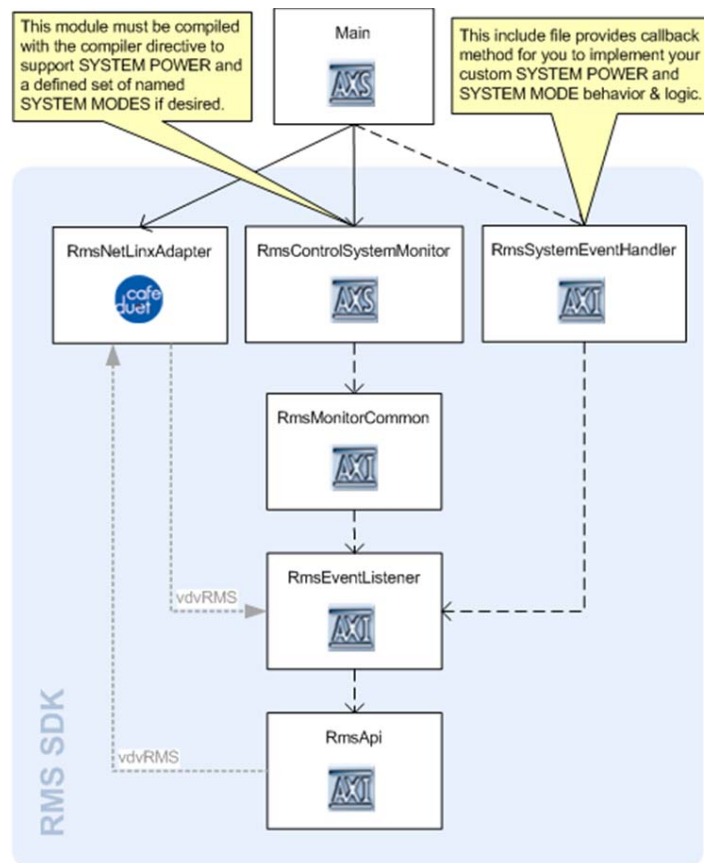 This module must be compiled
with the compiler directive to
support SYSTEM POWER and
a defined set of named
SYSTEM MODES if desired.
Main
AXS
This include file provides callback
method for you to implement your
custom SYSTEM POWER and
SYSTEM MODE behavior & logic.
RmsNetLinxAdapter
cafe
duet
RmsControlSystemMonitor
AXS
RmsSystemEventHandler
AXI
RmsMonitorCommon
AXI
RmsEventListener
AXI
vdvRMS
RmsApi
AXI
vdvRMS
RMS SDK